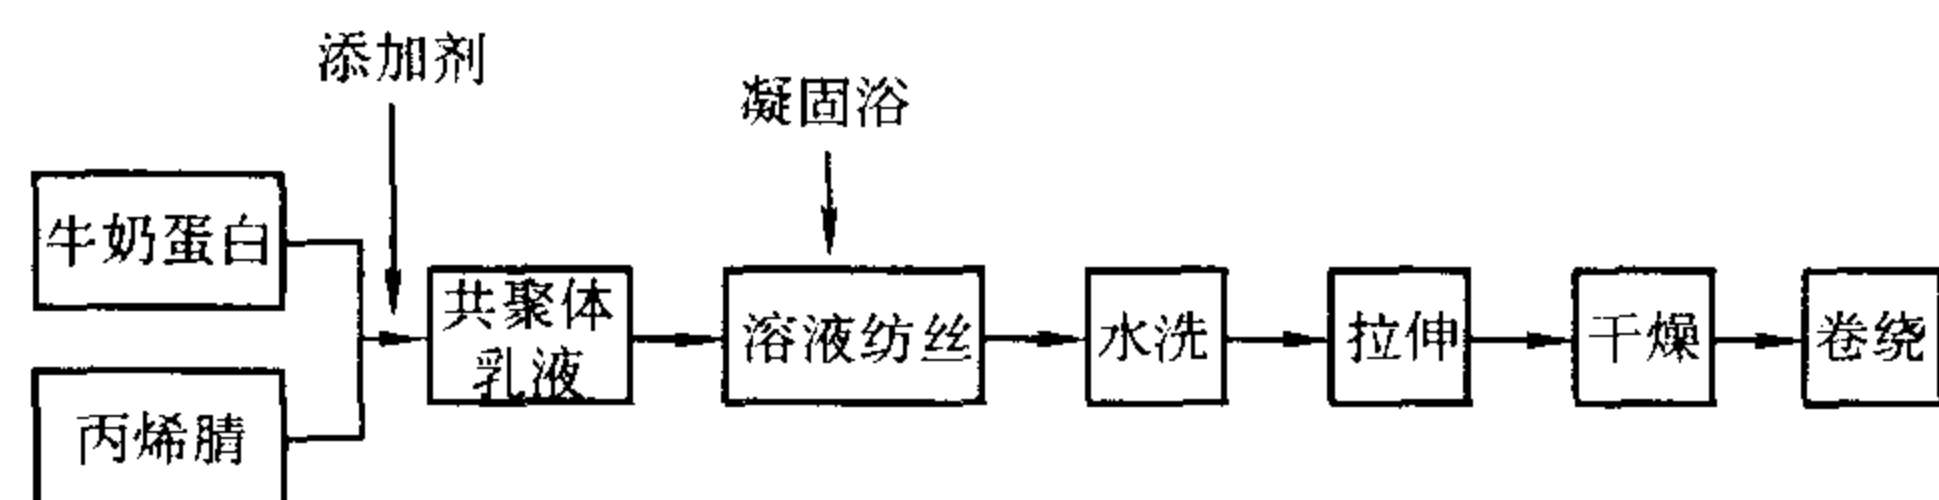 添加剂
凝固浴
牛奶蛋白
丙烯腈
共聚体
乳液
溶液纺丝
水洗
拉伸
干燥
卷绕